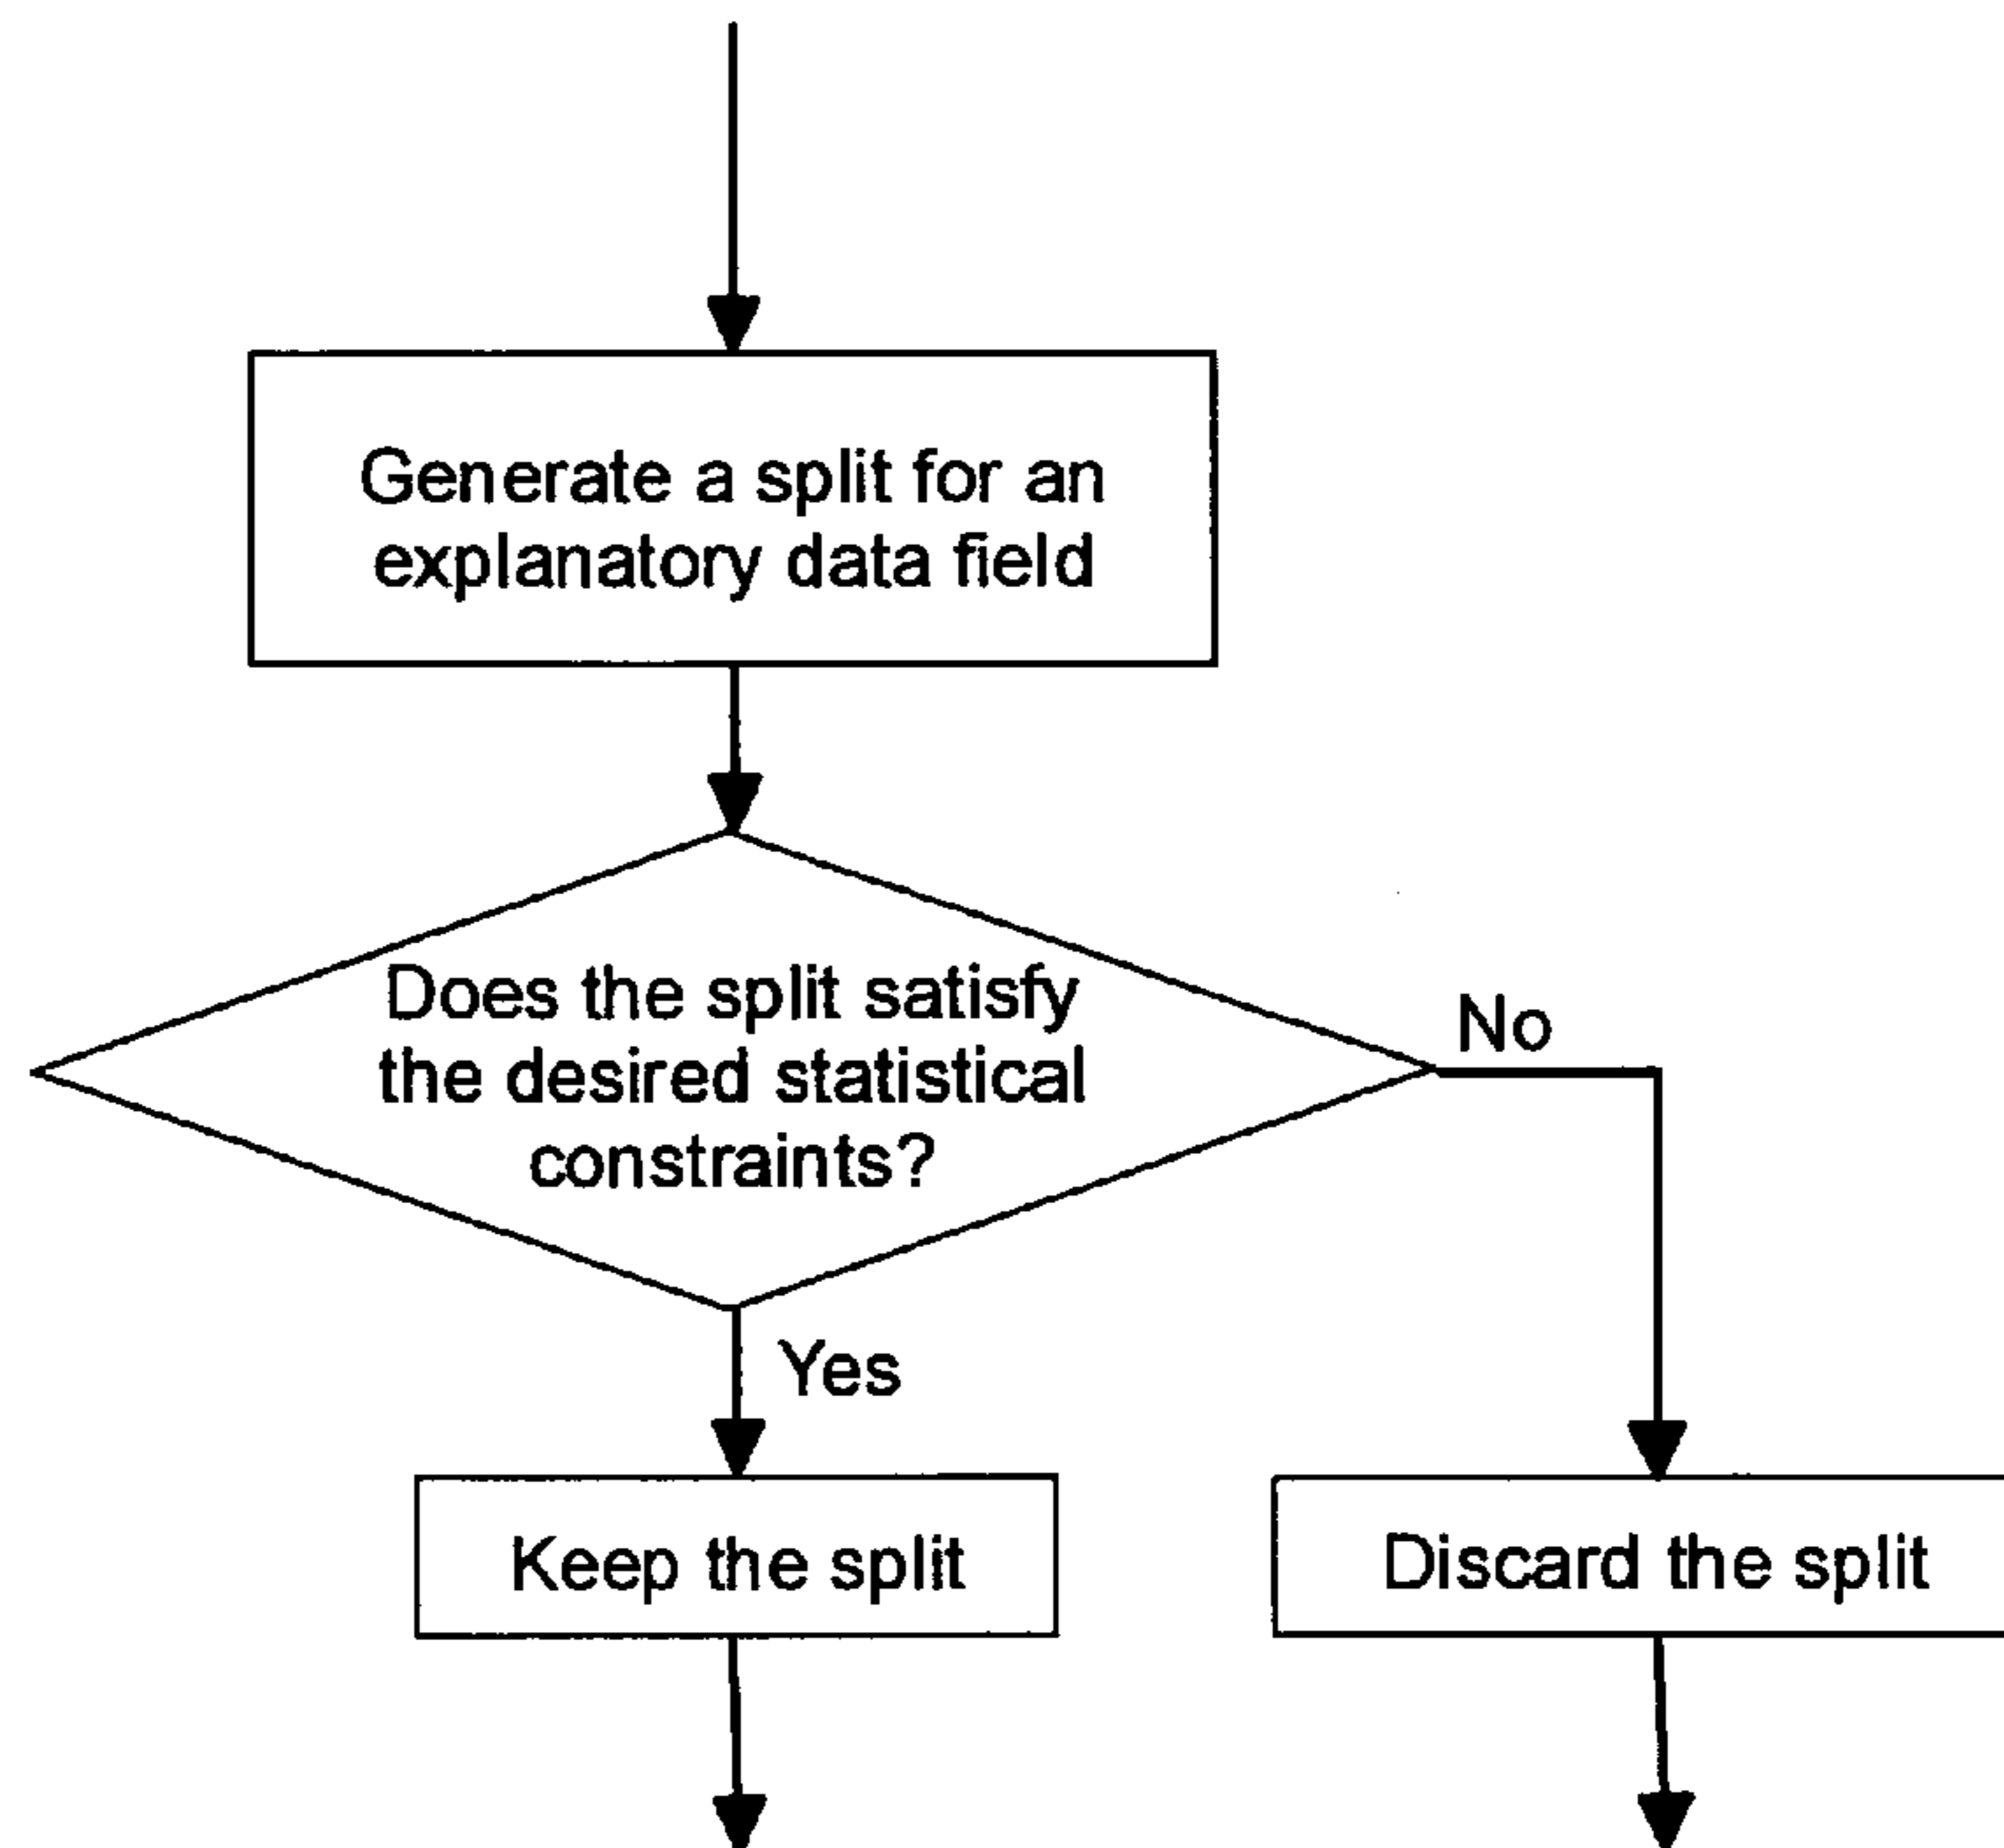 Generate a split for an
explanatory data field
Does the split satisfy
the desired statistical
constraints?
No
Yes
Keep the split
Discard the split